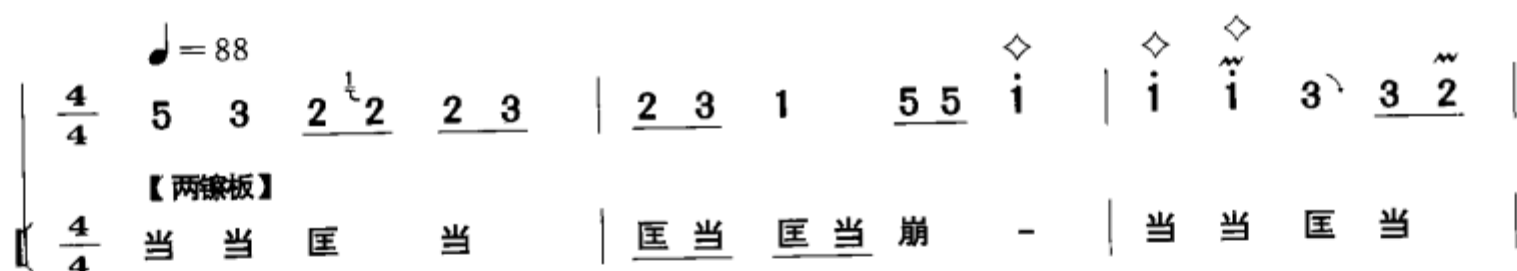 ♩=88
4/4 5 3 2 1 2 2 3 | 2 3 1 5 5 i | i i 3 3 2 |
【两镲板】
4/4 当 当 匡 当 | 匡 当 匡 当 崩 - | 当 当 匡 当 |